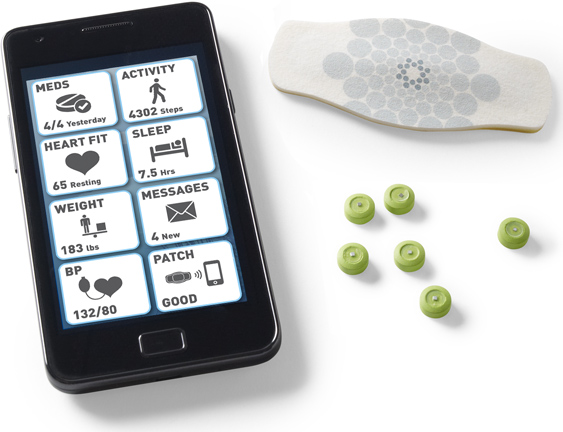 MEDS
4/4 Yesterday
ACTIVITY
4302 Steps
HEART FIT
65 Resting
SLEEP
7.5 Hrs
WEIGHT
183 lbs
MESSAGES
4 New
BP
132/80
PATCH
GOOD